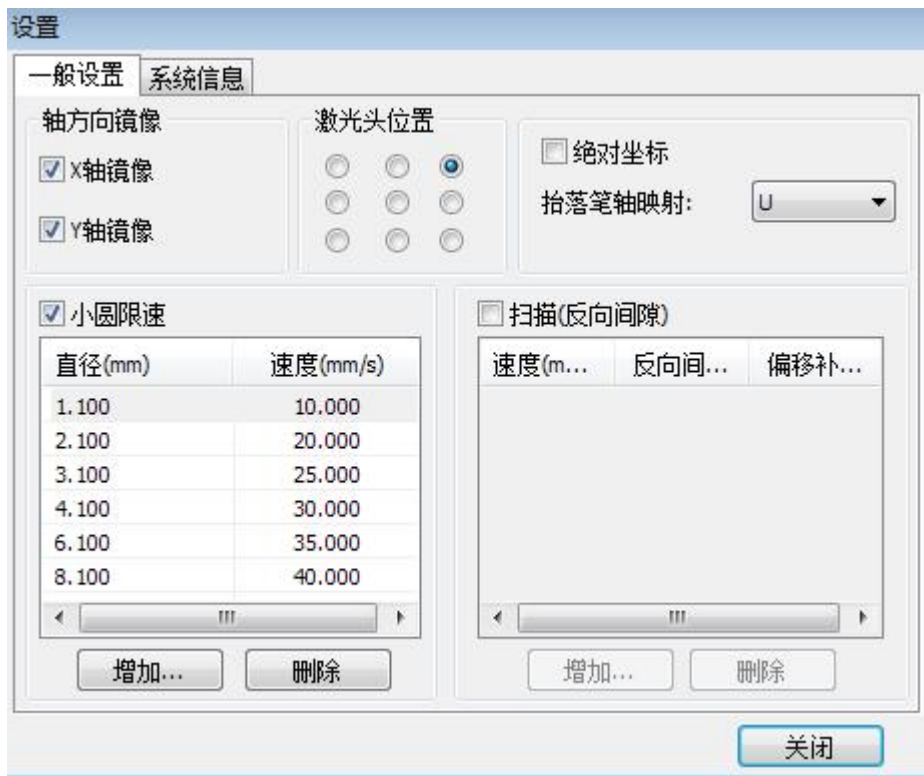 设置
一般设置 系统信息
轴方向镜像
X轴镜像
Y轴镜像
激光头位置
绝对坐标
抬落笔轴映射: U
小圆限速
直径(mm) 速度(mm/s)
1.100 10.000
2.100 20.000
3.100 25.000
4.100 30.000
6.100 35.000
8.100 40.000
增加... 删除
扫描(反向间隙)
速度(m... 反向间... 偏移补...
增加... 删除
关闭